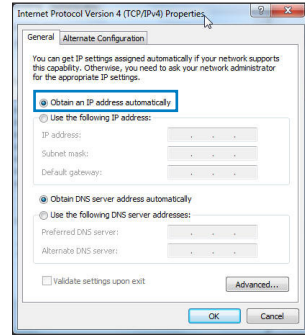 Internet Protocol Version 4 (TCP/IPv4) Properties
General
Alternate Configuration
You can get IP settings assigned automatically if your network supports
this capability. Otherwise, you need to ask your network administrator
for the appropriate IP settings.
Obtain an IP address automatically
Use the following IP address:
IP address:
Subnet mask:
Default gateway:
Obtain DNS server address automatically
Use the following DNS server addresses:
Preferred DNS server:
Alternate DNS server:
Validate settings upon exit
Advanced...
OK
Cancel